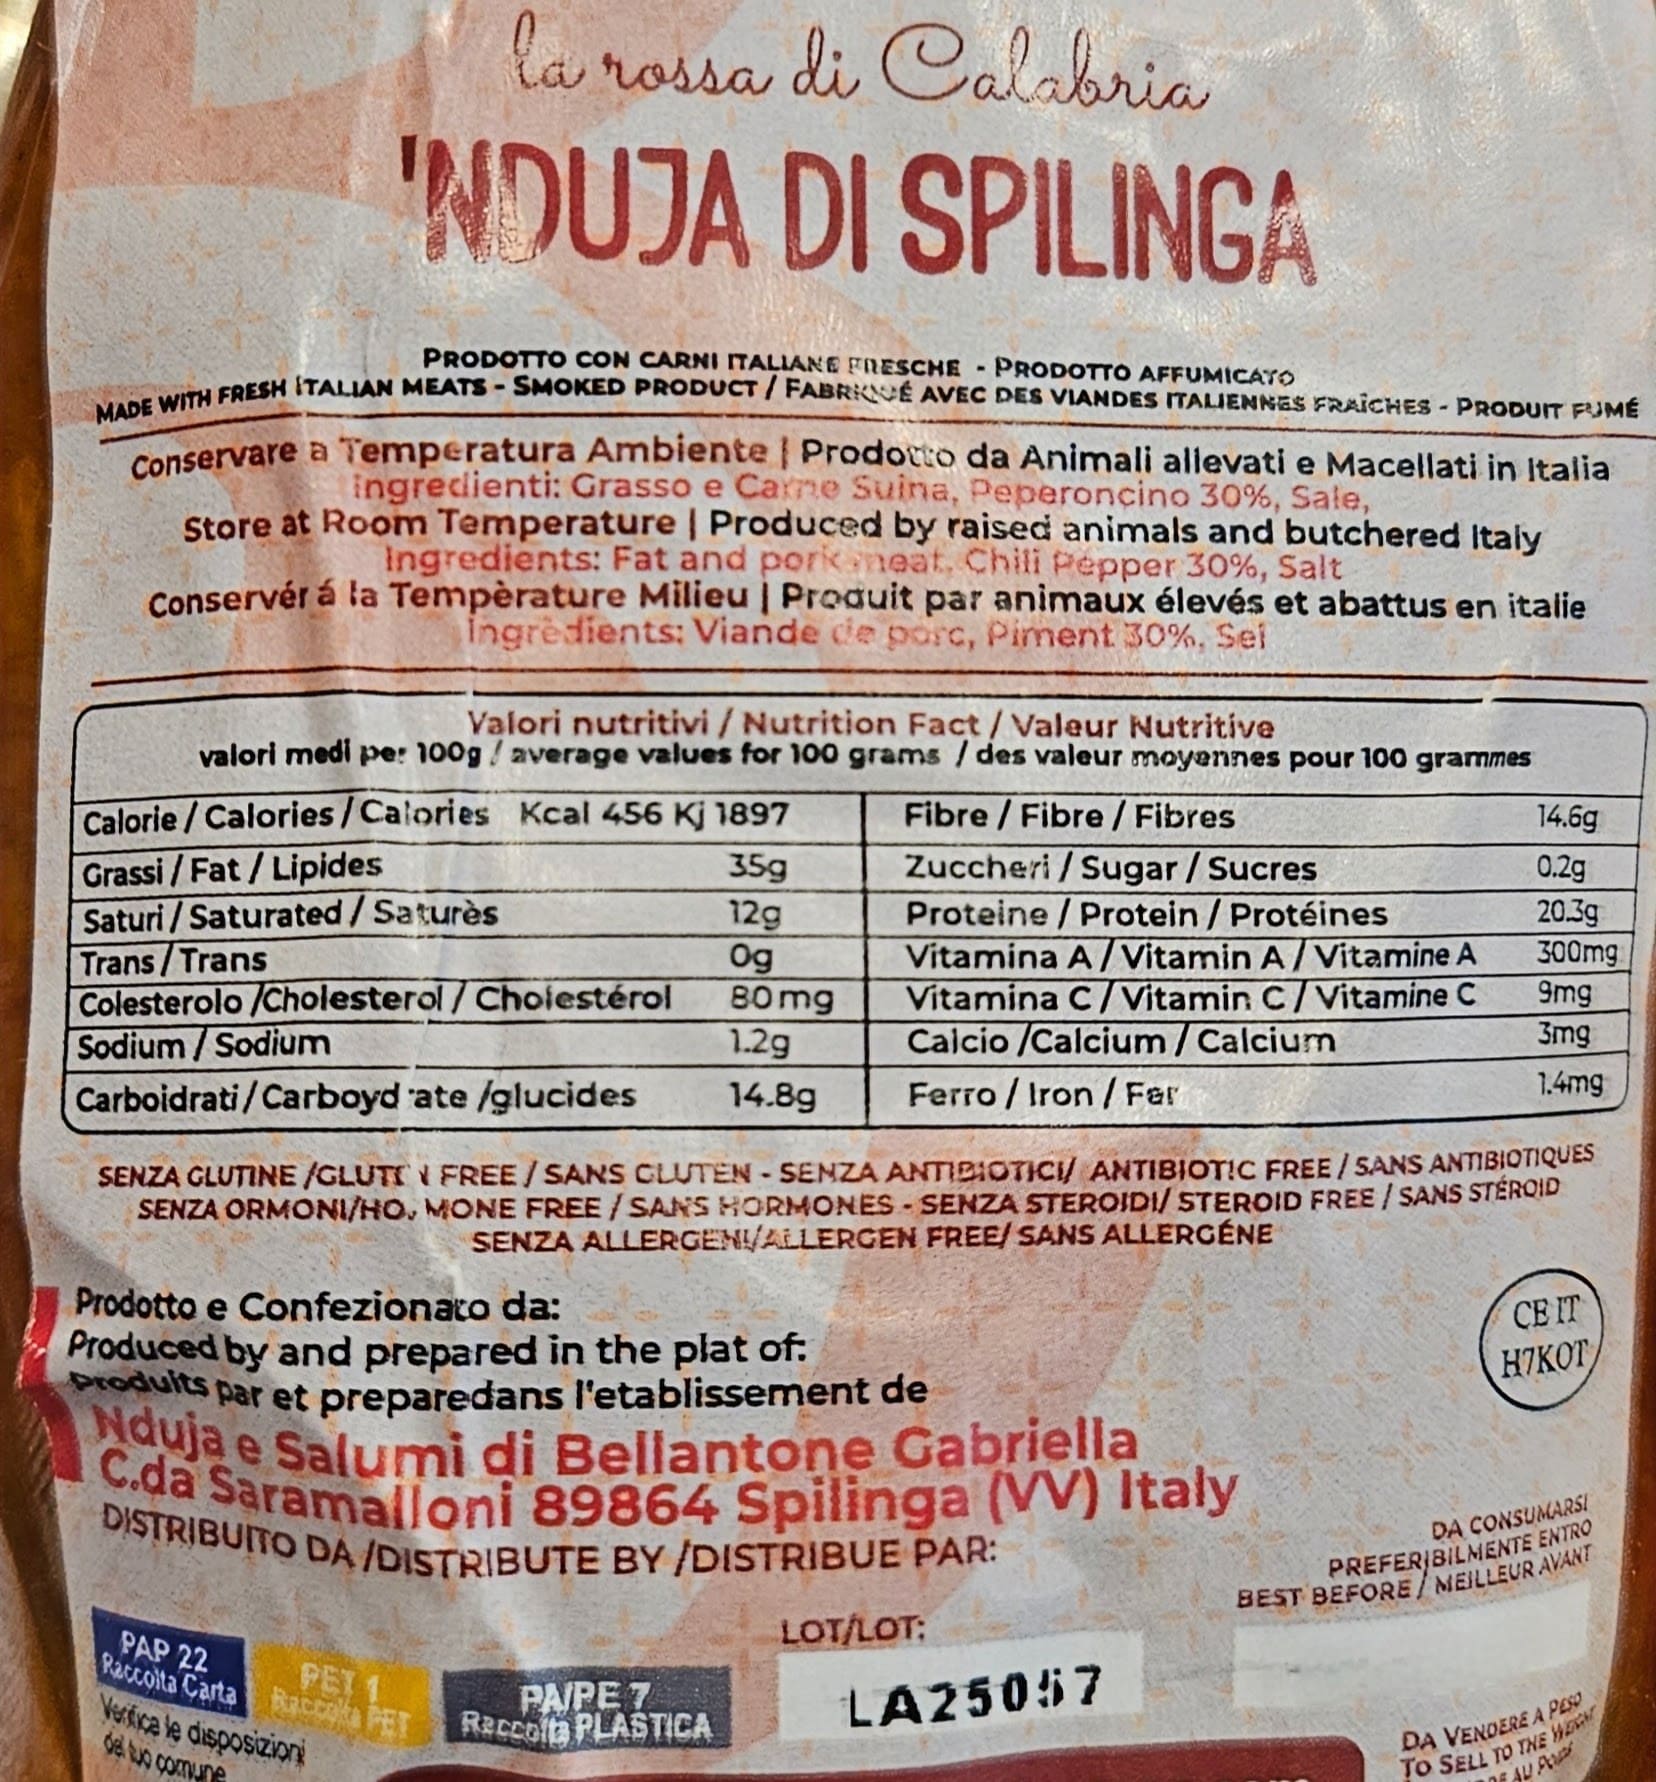 la rossa di Calabria
'NDUJA DI SPILINGA
PRODOTTO CON CARNI ITALIANE FRESCHE - PRODOTTO AFFUMICATO
MADE WITH FRESH ITALIAN MEATS - SMOKED PRODUCT / FABRIQUÉ AVEC DES VIANDES ITALIENNES FRAÎCHES - PRODUIT FUMÉ
Conservare a Temperatura Ambiente | Prodotto da Animali allevati e Macellati in Italia
Ingredienti: Grasso e Carne Suina, Peperoncino 30%, Sale,
Store at Room Temperature | Produced by raised animals and butchered Italy
Ingredients: Fat and pork meat, Chili Pepper 30%, Salt
Conservér á la Tempèrature Milieu | Produit par animaux élevés et abattus en italie
Ingrèdients: Viande de porc, Piment 30%, Sel
Valori nutritivi / Nutrition Fact / Valeur Nutritive
valori medi per 100g / average values for 100 grams / des valeur moyennes pour 100 grammes
Calorie / Calories / Calories Kcal 456 Kj 1897
Fibre / Fibre / Fibres 14.6g
Grassi / Fat / Lipides 35g
Zuccheri / Sugar / Sucres 0.2g
Saturi / Saturated / Saturès 12g
Proteine / Protein / Protéines 20.3g
Trans / Trans 0g
Vitamina A / Vitamin A / Vitamine A 300mg
Colesterolo /Cholesterol / Cholestérol 80mg
Vitamina C / Vitamin C / Vitamine C 9mg
Sodium / Sodium 1.2g
Calcio /Calcium / Calcium 3mg
Carboidrati / Carboydrate /glucides 14.8g
Ferro / Iron / Fer 1.4mg
SENZA GLUTINE /GLUTEN FREE / SANS GLUTEN - SENZA ANTIBIOTICI/ ANTIBIOTIC FREE / SANS ANTIBIOTIQUES
SENZA ORMONI/HORMONE FREE / SANS HORMONES - SENZA STEROIDI/ STEROID FREE / SANS STÉROID
SENZA ALLERGENI/ALLERGEN FREE/ SANS ALLERGÉNE
Prodotto e Confezionato da:
Produced by and prepared in the plat of:
produits par et preparedans l'etablissement de
Nduja e Salumi di Bellantone Gabriella
C.da Saramalloni 89864 Spilinga (VV) Italy
DISTRIBUITO DA /DISTRIBUTE BY /DISTRIBUE PAR:
CE IT
H7KOT
DA CONSUMARSI
PREFERIBILMENTE ENTRO
BEST BEFORE / MEILLEUR AVANT
LOT/LOT:
LA25057
PAP 22
Raccolta Carta
PET 1
Raccolta PET
PA/PE 7
Raccolta PLASTICA
Verifica le disposizioni
del tuo comune
DA VENDERE A PESO
TO SELL TO THE WEIGHT
AU POIDS